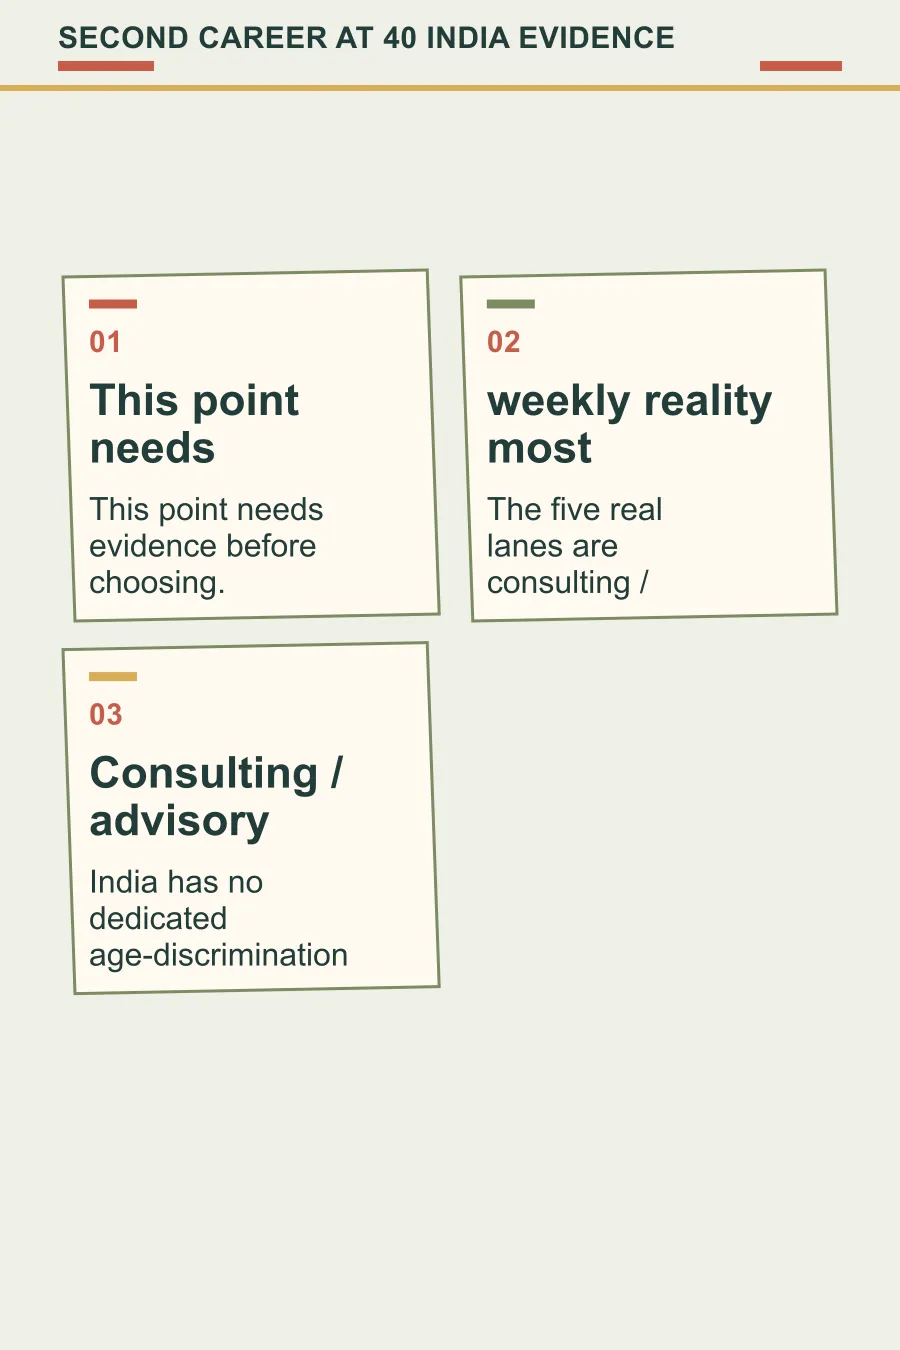 SECOND CAREER AT 40 INDIA EVIDENCE
01
This point
needs
This point needs
evidence before
choosing.
02
weekly reality
most
The five real
lanes are
consulting /
03
Consulting /
advisory
India has no
dedicated
age-discrimination